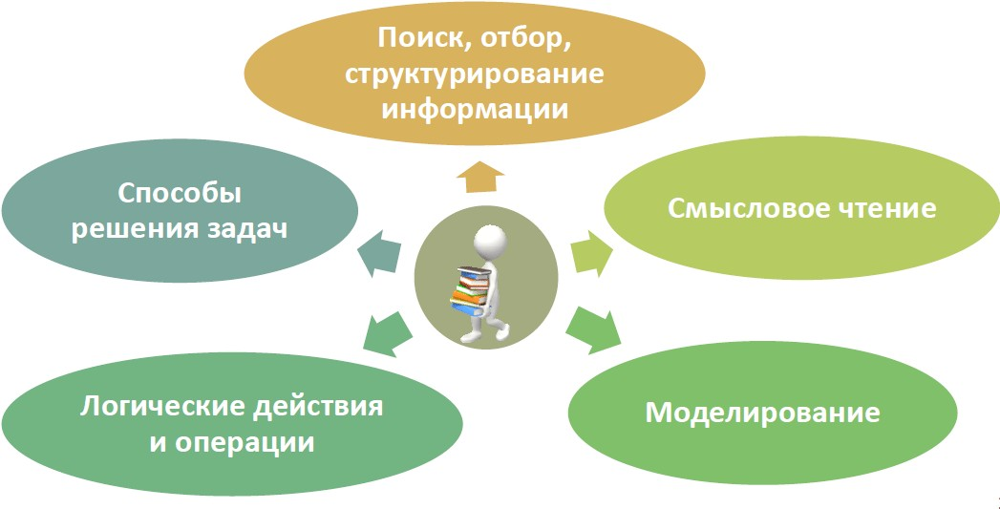 Поиск, отбор,
структурирование
информации
Способы
решения задач
Смысловое чтение
Логические действия
и операции
Моделирование